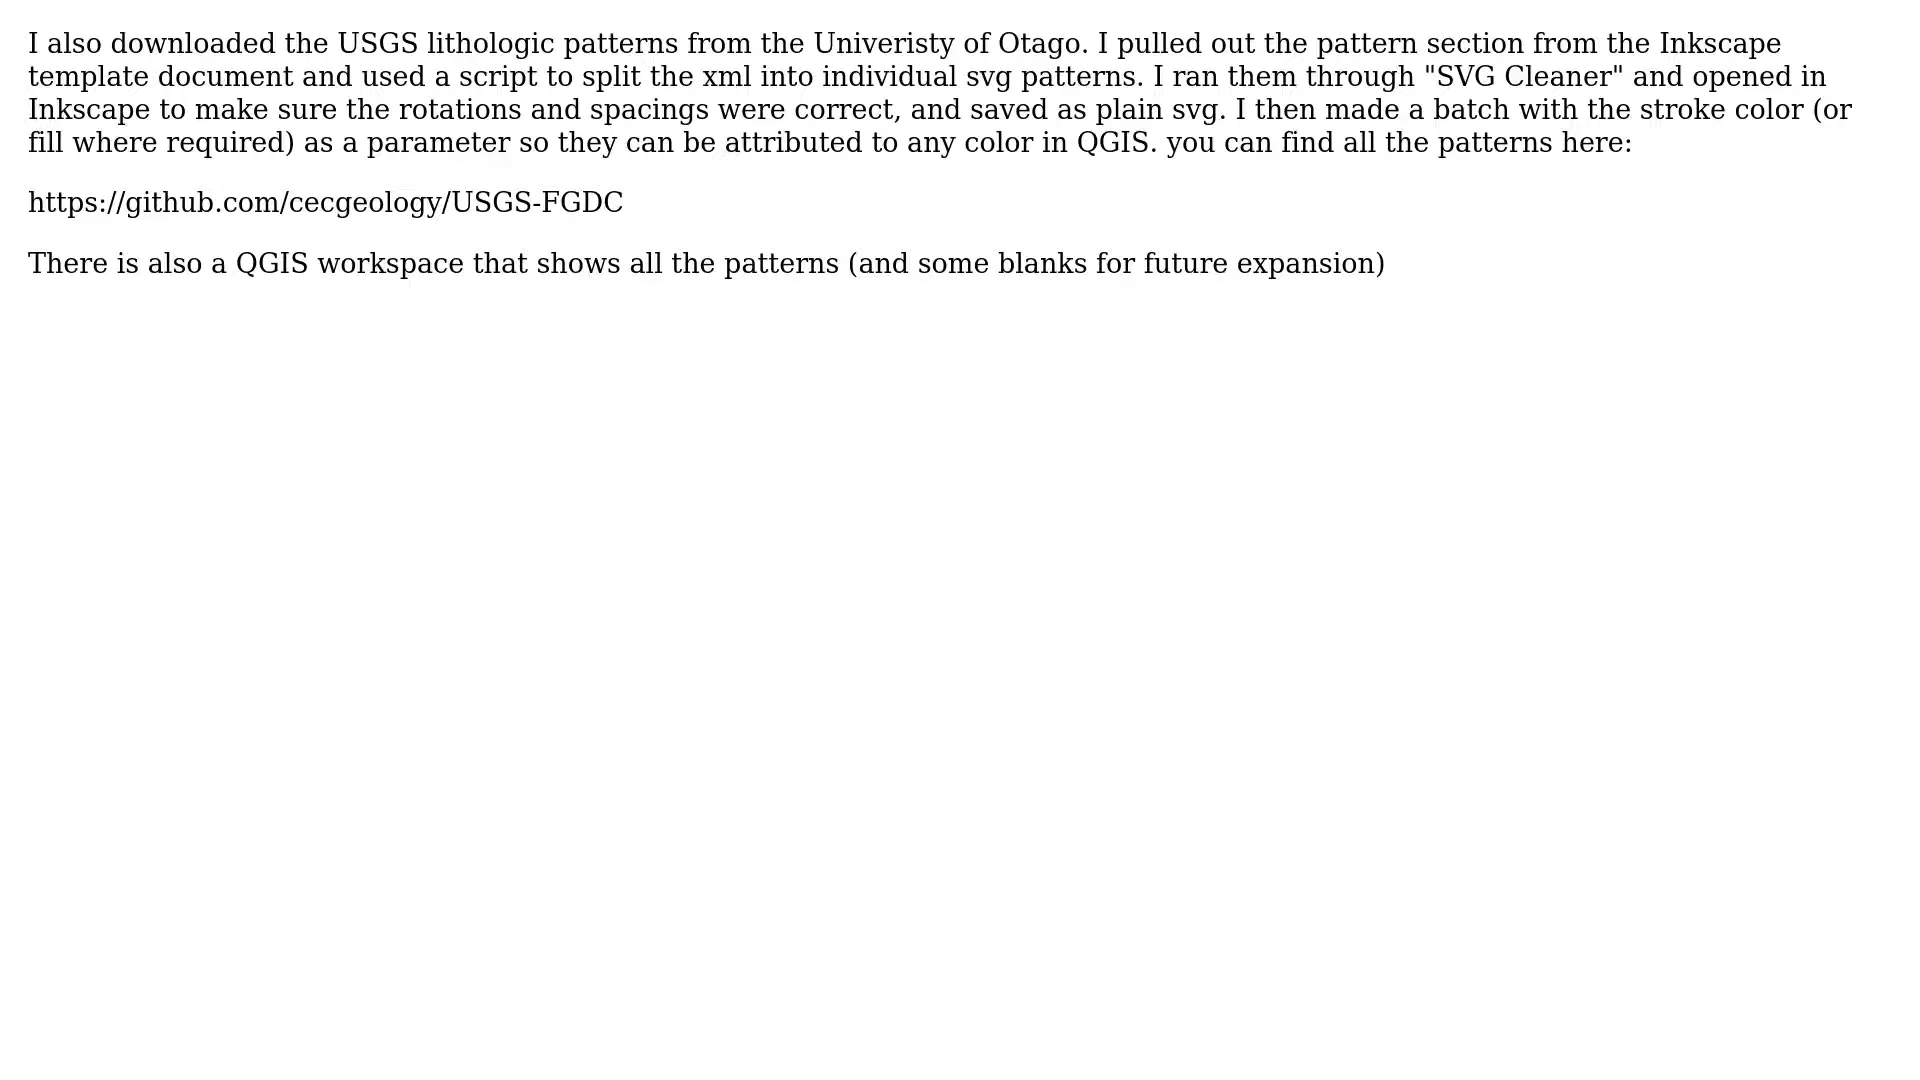 I also downloaded the USGS lithologic patterns from the Univeristy of Otago. I pulled out the pattern section from the Inkscape
template document and used a script to split the xml into individual svg patterns. I ran them through "SVG Cleaner" and opened in
Inkscape to make sure the rotations and spacings were correct, and saved as plain svg. I then made a batch with the stroke color (or
fill where required) as a parameter so they can be attributed to any color in QGIS. you can find all the patterns here:
https://github.com/cecgeology/USGS-FGDC
There is also a QGIS workspace that shows all the patterns (and some blanks for future expansion)